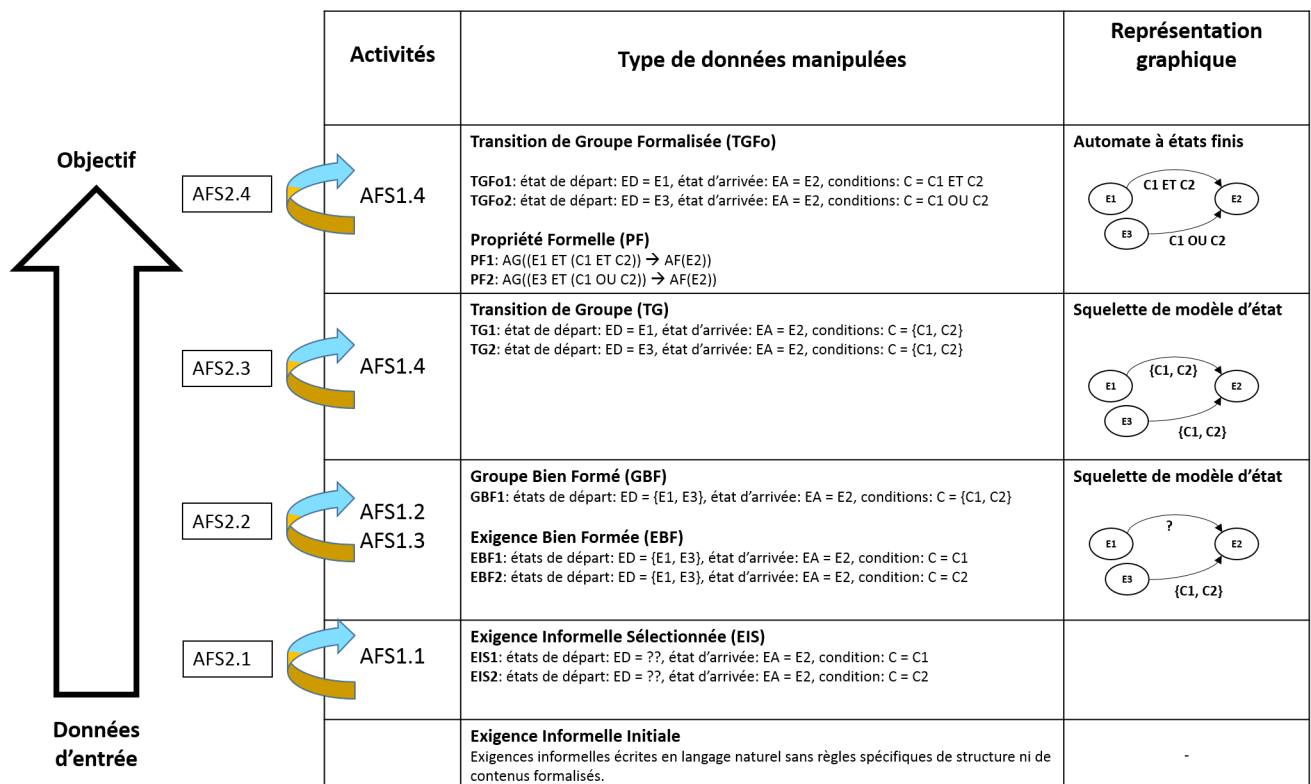 Activités
Type de données manipulées
Représentation
graphique
Objectif
AFS2.4
AFS1.4
Transition de Groupe Formalisée (TGFo)
TGFo1: état de départ: ED = E1, état d’arrivée: EA = E2, conditions: C = C1 ET C2
TGFo2: état de départ: ED = E3, état d’arrivée: EA = E2, conditions: C = C1 OU C2
Propriété Formelle (PF)
PF1: AG((E1 ET (C1 ET C2)) → AF(E2))
PF2: AG((E3 ET (C1 OU C2)) → AF(E2))
Automate à états finis
C1 ET C2
E1
E2
E3
C1 OU C2
AFS2.3
AFS1.4
Transition de Groupe (TG)
TG1: état de départ: ED = E1, état d’arrivée: EA = E2, conditions: C = {C1, C2}
TG2: état de départ: ED = E3, état d’arrivée: EA = E2, conditions: C = {C1, C2}
Squelette de modèle d’état
{C1, C2}
E1
E2
E3
{C1, C2}
AFS2.2
AFS1.2
AFS1.3
Groupe Bien Formé (GBF)
GBF1: états de départ: ED = {E1, E3}, état d’arrivée: EA = E2, conditions: C = {C1, C2}
Exigence Bien Formée (EBF)
EBF1: états de départ: ED = {E1, E3}, état d’arrivée: EA = E2, condition: C = C1
EBF2: états de départ: ED = {E1, E3}, état d’arrivée: EA = E2, condition: C = C2
Squelette de modèle d’état
?
E1
E2
E3
{C1, C2}
AFS2.1
AFS1.1
Exigence Informelle Sélectionnée (EIS)
EIS1: états de départ: ED = ??, état d’arrivée: EA = E2, condition: C = C1
EIS2: états de départ: ED = ??, état d’arrivée: EA = E2, condition: C = C2
Données
d’entrée
Exigence Informelle Initiale
Exigences informelles écrites en langage naturel sans règles spécifiques de structure ni de
contenus formalisés.
-